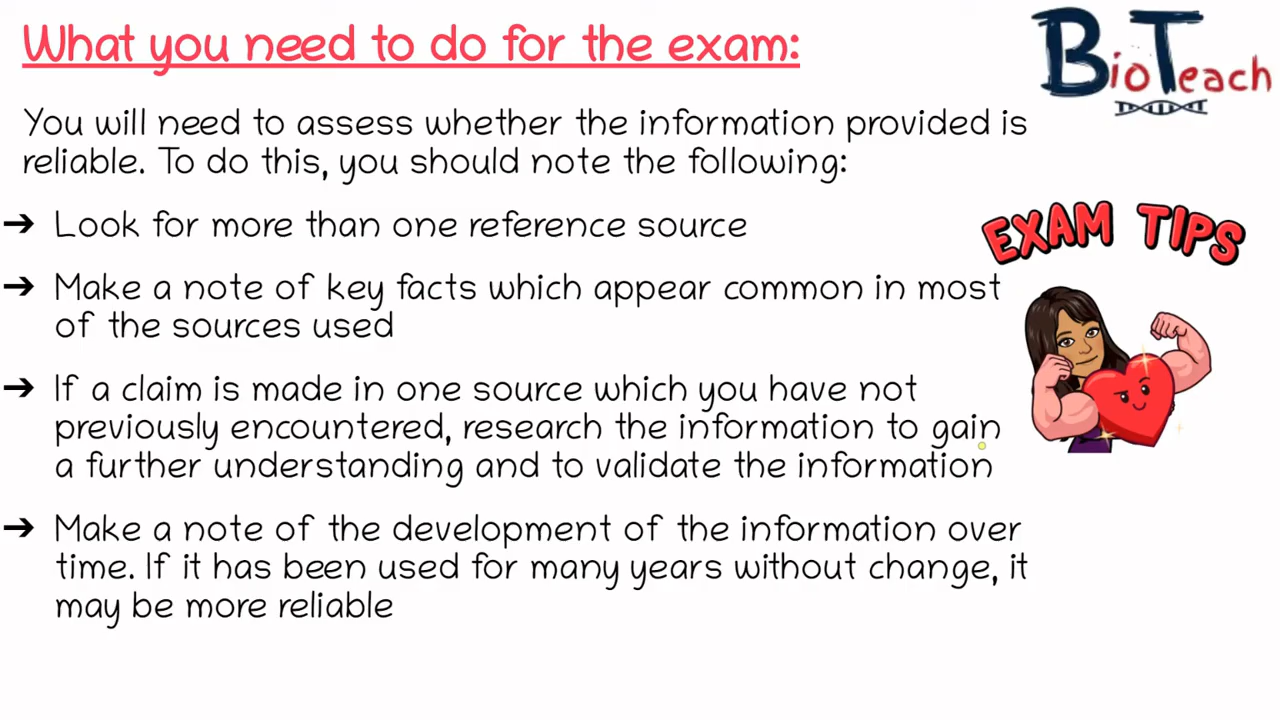 What you need to do for the exam:
BioTeach
You will need to assess whether the information provided is
reliable. To do this, you should note the following:
➔ Look for more than one reference source
EXAM TIPS
➔ Make a note of key facts which appear common in most
of the sources used
➔ If a claim is made in one source which you have not
previously encountered, research the information to gain
a further understanding and to validate the information
➔ Make a note of the development of the information over
time. If it has been used for many years without change, it
may be more reliable